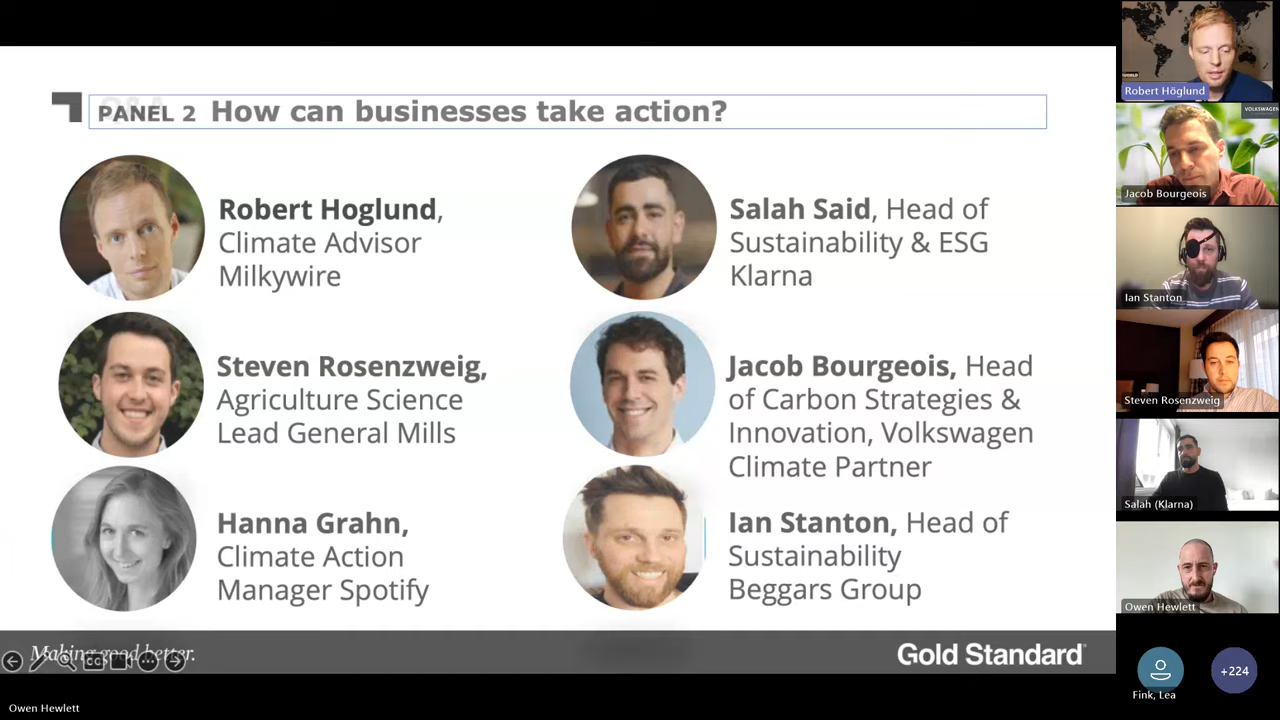 PANEL 2 How can businesses take action?
Robert Hoglund,
Climate Advisor
Milkywire
Salah Said, Head of
Sustainability & ESG
Klarna
Steven Rosenzweig,
Agriculture Science
Lead General Mills
Jacob Bourgeois, Head
of Carbon Strategies &
Innovation, Volkswagen
Climate Partner
Hanna Grahn,
Climate Action
Manager Spotify
Ian Stanton, Head of
Sustainability
Beggars Group
Making good better.
CC
Gold Standard
Owen Hewlett
WORLD
Robert Höglund
VOLKSWAGEN
Jacob Bourgeois
Ian Stanton
Steven Rosenzweig
Salah (Klarna)
Owen Hewlett
Fink, Lea
+224